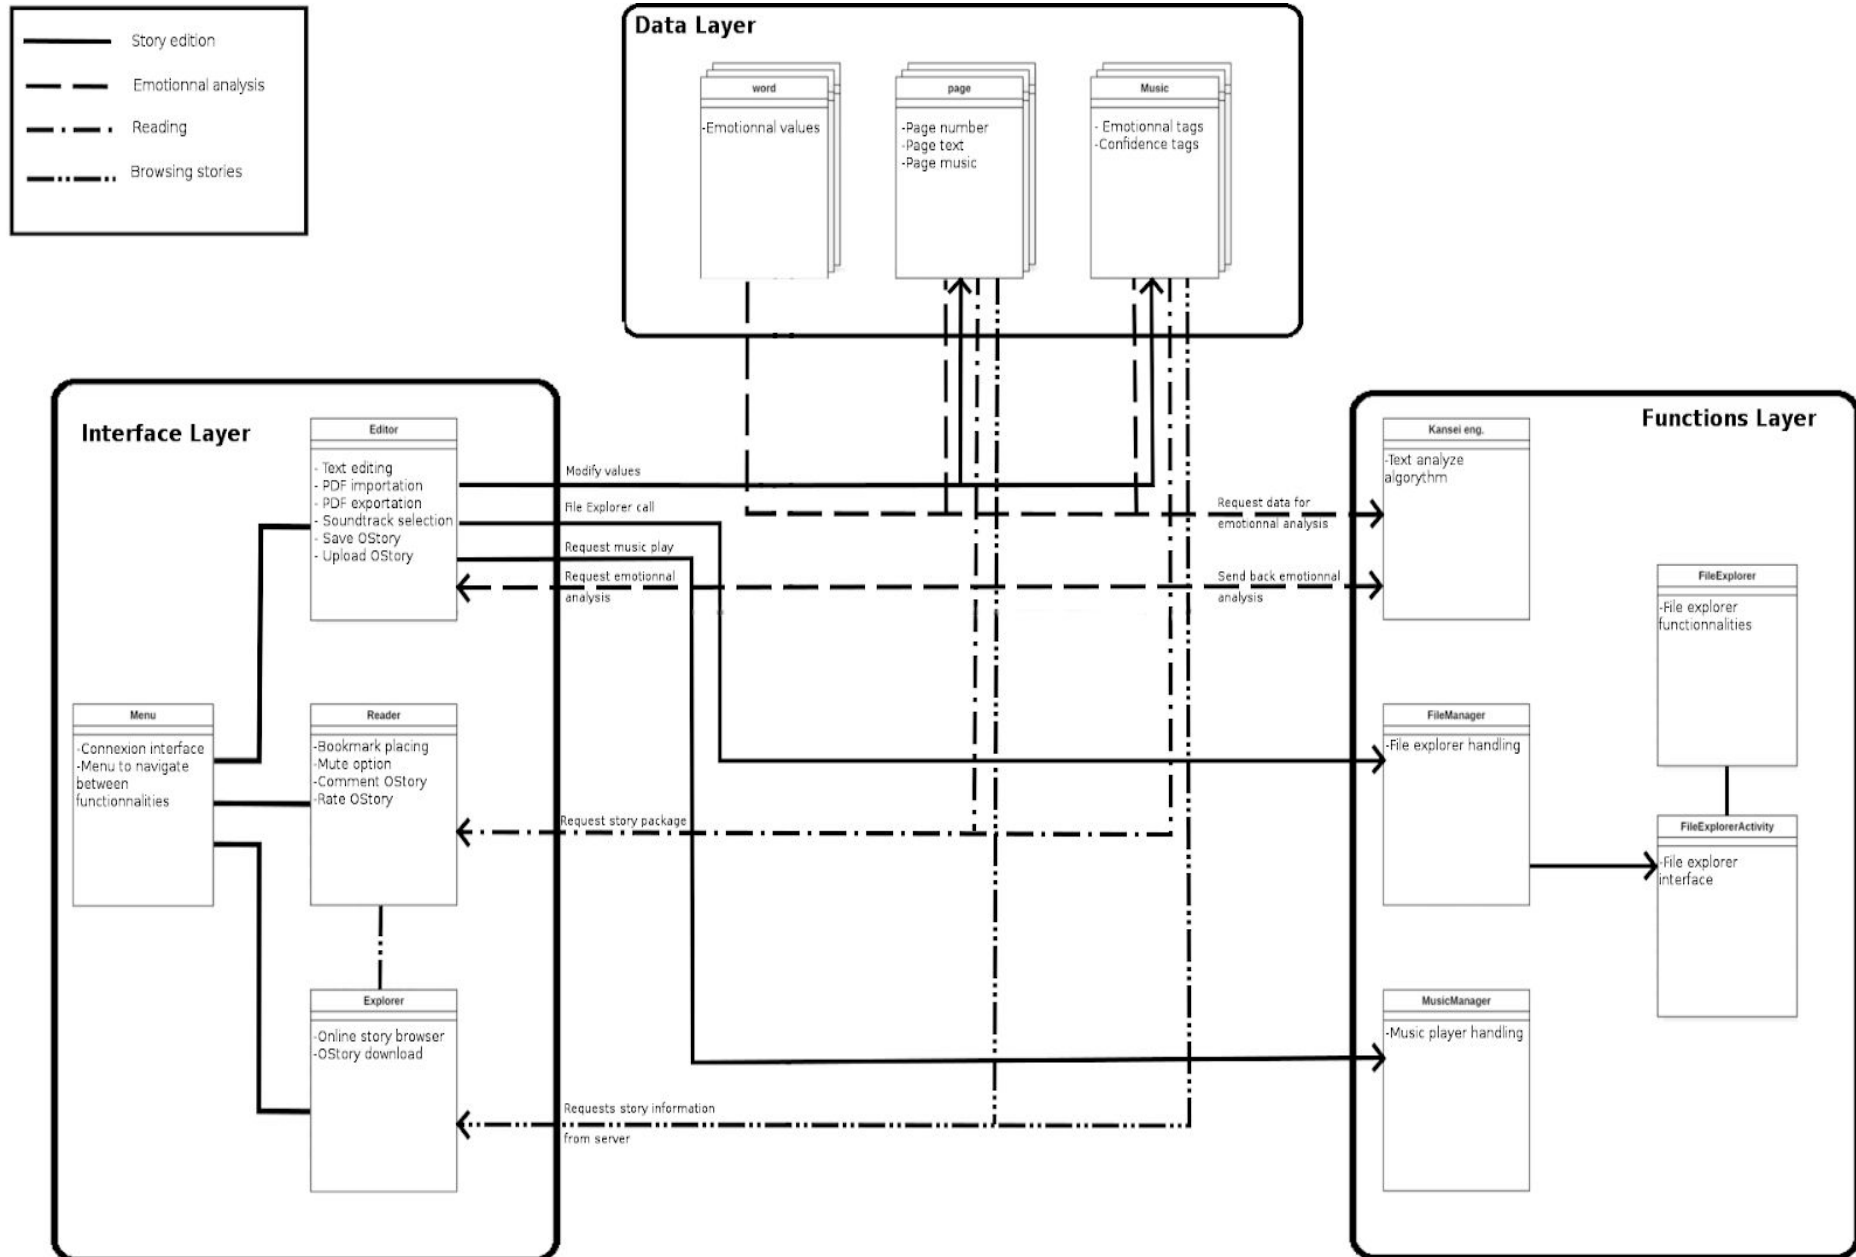 Story edition
Emotionnal analysis
Reading
Browsing stories
Data Layer
word
-Emotionnal values
page
-Page number
-Page text
-Page music
Music
- Emotionnal tags
-Confidence tags
Interface Layer
Editor
- Text editing
- PDF importation
- PDF exportation
- Soundtrack selection
- Save OStory
- Upload OStory
Menu
-Connexion interface
-Menu to navigate
between
functionnalities
Reader
-Bookmark placing
-Mute option
-Comment OStory
-Rate OStory
Explorer
-Online story browser
-OStory download
Modify values
File Explorer call
Request music play
Request emotionnal
analysis
Request story package
Requests story information
from server
Request data for
emotionnal analysis
Send back emotionnal
analysis
Functions Layer
Kansei eng.
-Text analyze
algorythm
FileExplorer
-File explorer
functionnalities
FileManager
-File explorer handling
FileExplorerActivity
-File explorer
interface
MusicManager
-Music player handling